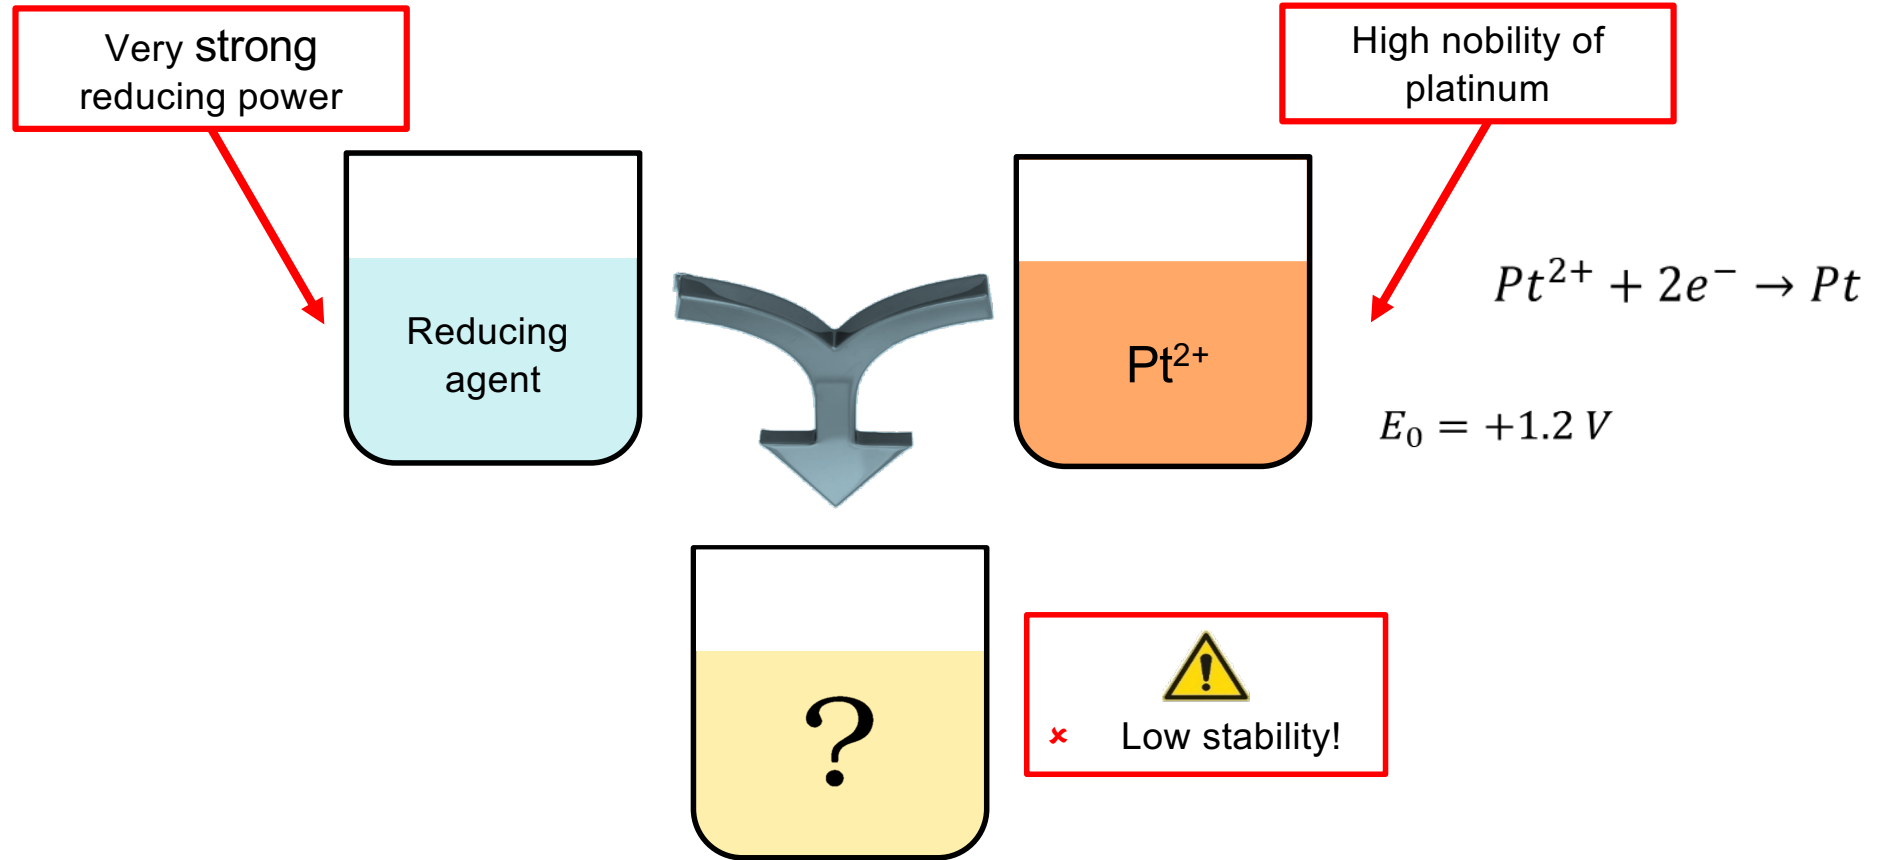 Very strong
reducing power
High nobility of
platinum
Reducing
agent
Pt²⁺
Pt²⁺ + 2e⁻ → Pt
E₀ = +1.2 V
?
!
× Low stability!